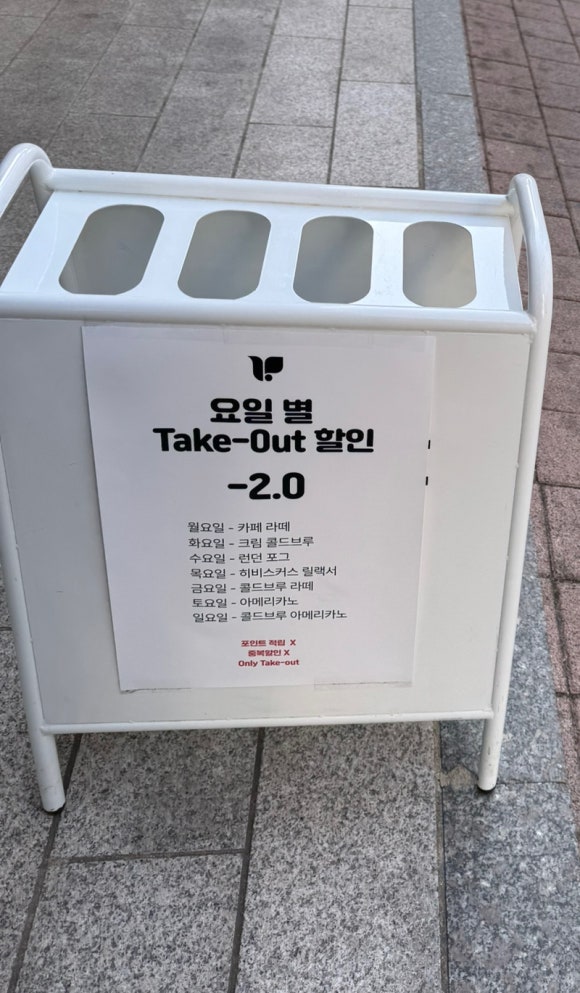 요일 별
Take-Out 할인
-2.0
월요일 - 카페 라떼
화요일 - 크림 콜드브루
수요일 - 런던 포그
목요일 - 히비스커스 릴랙서
금요일 - 콜드브루 라떼
토요일 - 아메리카노
일요일 - 콜드브루 아메리카노
포인트 적립 X
중복할인 X
Only Take-out